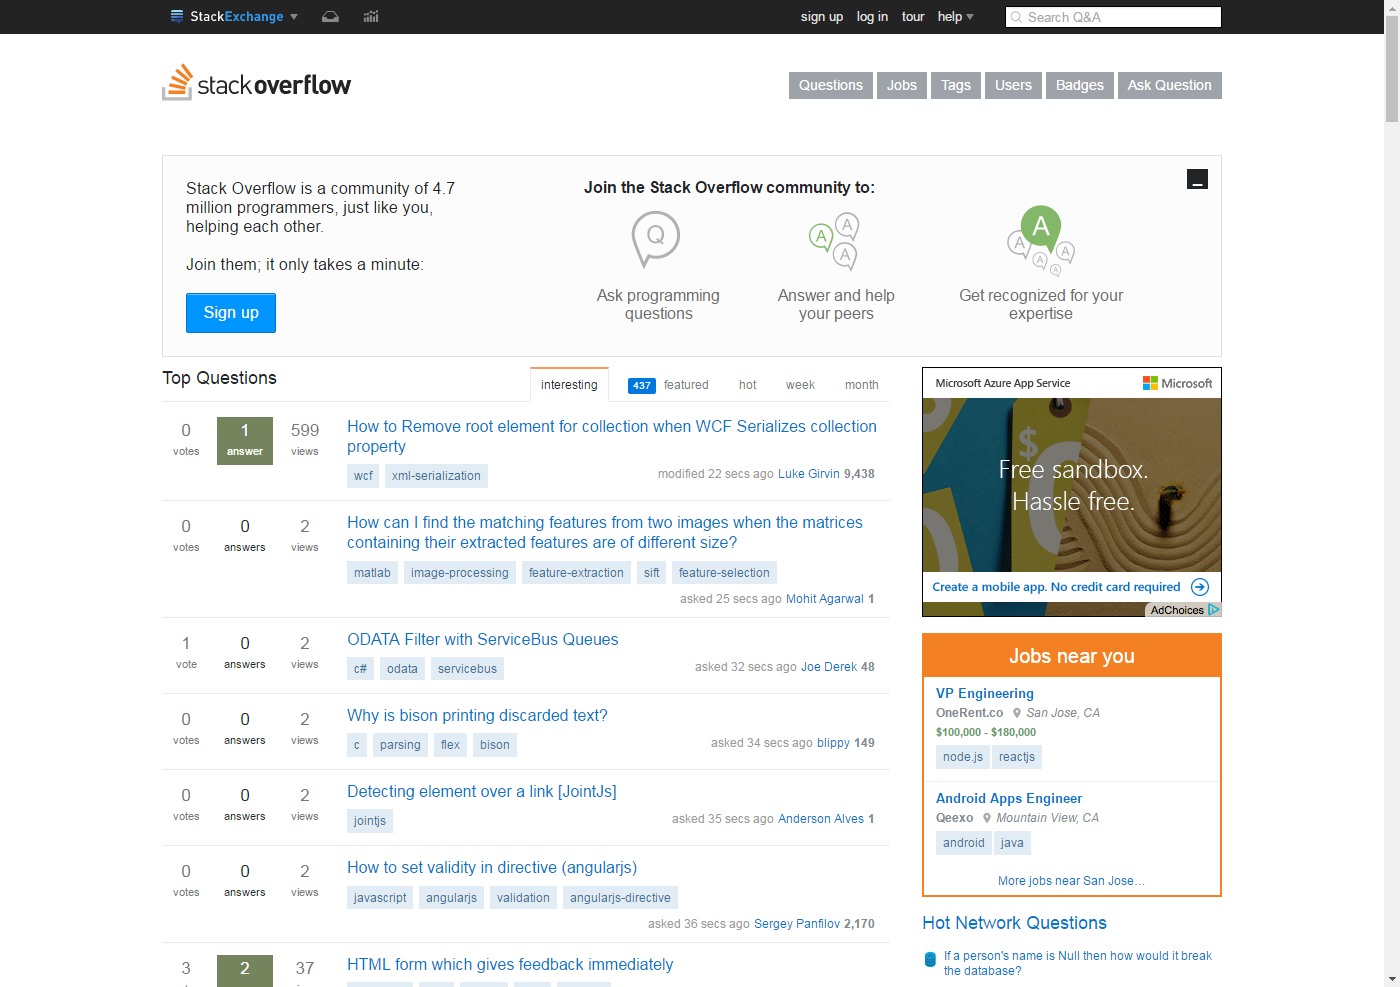 StackExchange
sign up log in tour help
Search Q&A
stackoverflow
Questions Jobs Tags Users Badges Ask Question
Stack Overflow is a community of 4.7
million programmers, just like you,
helping each other.
Join them; it only takes a minute:
Sign up
Join the Stack Overflow community to:
Q
Ask programming
questions
A
A
A
Answer and help
your peers
A
A
A
A
A
Get recognized for your
expertise
Top Questions
interesting 437 featured hot week month
0 votes 1 answer 599 views
How to Remove root element for collection when WCF Serializes collection
property
wcf xml-serialization
modified 22 secs ago Luke Girvin 9,438
0 votes 0 answers 2 views
How can I find the matching features from two images when the matrices
containing their extracted features are of different size?
matlab image-processing feature-extraction sift feature-selection
asked 25 secs ago Mohit Agarwal 1
1 vote 0 answers 2 views
ODATA Filter with ServiceBus Queues
c# odata servicebus
asked 32 secs ago Joe Derek 48
0 votes 0 answers 2 views
Why is bison printing discarded text?
c parsing flex bison
asked 34 secs ago blippy 149
0 votes 0 answers 2 views
Detecting element over a link [JointJs]
jointjs
asked 35 secs ago Anderson Alves 1
0 votes 0 answers 2 views
How to set validity in directive (angularjs)
javascript angularjs validation angularjs-directive
asked 36 secs ago Sergey Panfilov 2,170
3 2 37
HTML form which gives feedback immediately
Microsoft Azure App Service Microsoft
$
Free sandbox.
Hassle free.
Create a mobile app. No credit card required
AdChoices
Jobs near you
VP Engineering
OneRent.co San Jose, CA
$100,000 - $180,000
node.js reactjs
Android Apps Engineer
Qeexo Mountain View, CA
android java
More jobs near San Jose…
Hot Network Questions
If a person's name is Null then how would it break
the database?